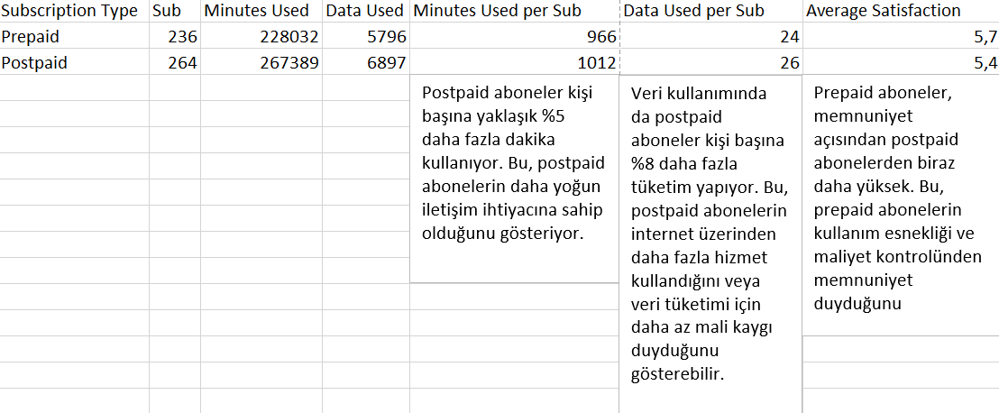 Subscription Type Sub Minutes Used Data Used Minutes Used per Sub Data Used per Sub Average Satisfaction
Prepaid 236 228032 5796 966 24 5,7
Postpaid 264 267389 6897 1012 26 5,4
Postpaid aboneler kişi
başına yaklaşık %5
daha fazla dakika
kullanıyor. Bu, postpaid
abonelerin daha yoğun
iletişim ihtiyacına sahip
olduğunu gösteriyor.
Veri kullanımında
da postpaid
aboneler kişi başına
%8 daha fazla
tüketim yapıyor. Bu,
postpaid abonelerin
internet üzerinden
daha fazla hizmet
kullandığını veya
veri tüketimi için
daha az mali kaygı
duyduğunu
gösterebilir.
Prepaid aboneler,
memnuniyet
açısından postpaid
abonelerden biraz
daha yüksek. Bu,
prepaid abonelerin
kullanım esnekliği ve
maliyet kontrolünden
memnuniyet
duyduğunu